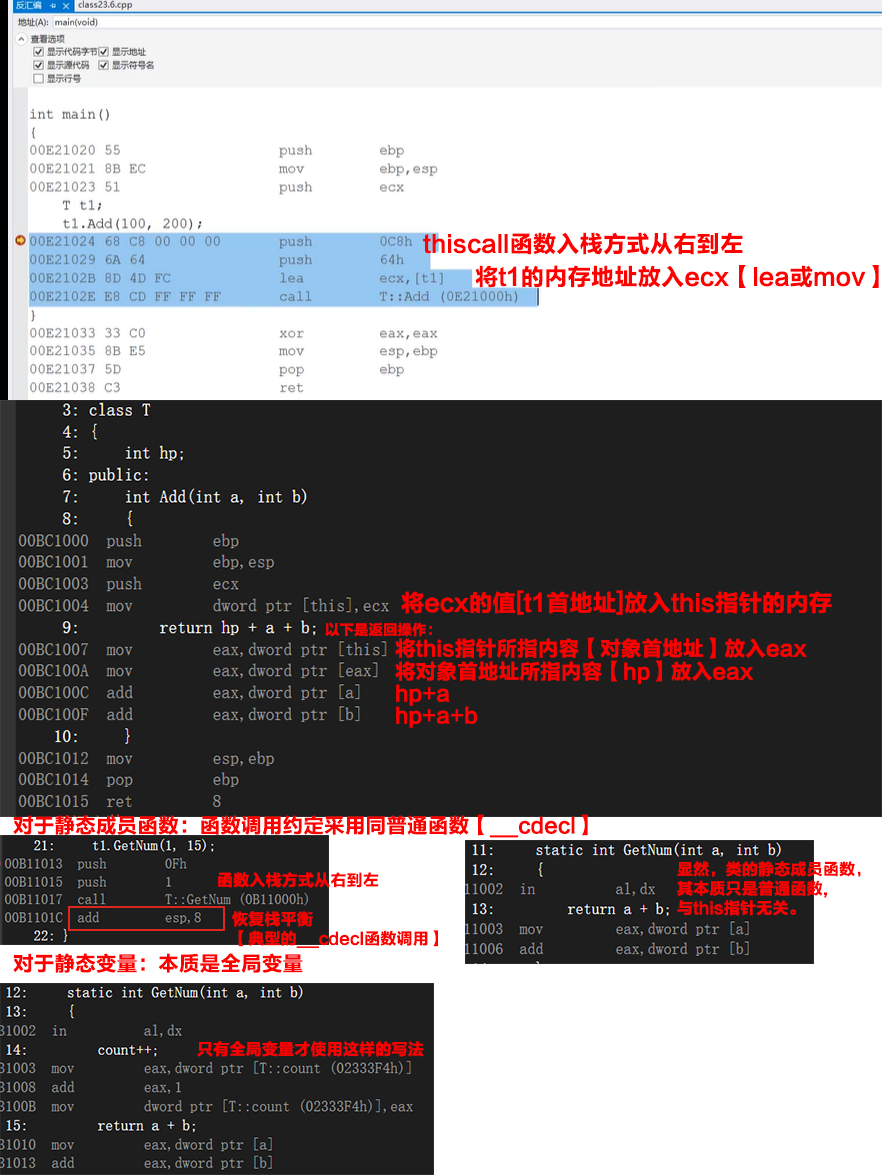 反汇编 class23.6.cpp
地址(A): main(void)
查看选项
显示代码字节 显示地址
显示源代码 显示符号名
显示行号
int main()
{
00E21020 55 push ebp
00E21021 8B EC mov ebp,esp
00E21023 51 push ecx
T t1;
t1.Add(100, 200);
00E21024 68 C8 00 00 00 push 0C8h thiscall函数入栈方式从右到左
00E21029 6A 64 push 64h
00E2102B 8D 4D FC lea ecx,[t1] 将t1的内存地址放入ecx【lea或mov】
00E2102E E8 CD FF FF FF call T::Add (0E21000h)
}
00E21033 33 C0 xor eax,eax
00E21035 8B E5 mov esp,ebp
00E21037 5D pop ebp
00E21038 C3 ret
3: class T
4: {
5: int hp;
6: public:
7: int Add(int a, int b)
8: {
00BC1000 push ebp
00BC1001 mov ebp,esp
00BC1003 push ecx
00BC1004 mov dword ptr [this],ecx 将ecx的值[t1首地址]放入this指针的内存
9: return hp + a + b; 以下是返回操作:
00BC1007 mov eax,dword ptr [this] 将this指针所指内容【对象首地址】放入eax
00BC100A mov eax,dword ptr [eax] 将对象首地址所指内容【hp】放入eax
00BC100C add eax,dword ptr [a] hp+a
00BC100F add eax,dword ptr [b] hp+a+b
10: }
00BC1012 mov esp,ebp
00BC1014 pop ebp
00BC1015 ret 8
对于静态成员函数：函数调用约定采用同普通函数【__cdecl】
21: t1.GetNum(1, 15);
00B11013 push 0Fh
00B11015 push 1 函数入栈方式从右到左
00B11017 call T::GetNum (0B11000h)
00B1101C add esp,8 恢复栈平衡
【典型的__cdecl函数调用】
22: }
11: static int GetNum(int a, int b)
12: { 显然，类的静态成员函数，
11002 in al,dx 其本质只是普通函数，
13: return a + b; 与this指针无关。
11003 mov eax,dword ptr [a]
11006 add eax,dword ptr [b]
对于静态变量：本质是全局变量
12: static int GetNum(int a, int b)
13: {
31002 in al,dx
14: count++; 只有全局变量才使用这样的写法
31003 mov eax,dword ptr [T::count (02333F4h)]
31008 add eax,1
3100B mov dword ptr [T::count (02333F4h)],eax
15: return a + b;
31010 mov eax,dword ptr [a]
31013 add eax,dword ptr [b]